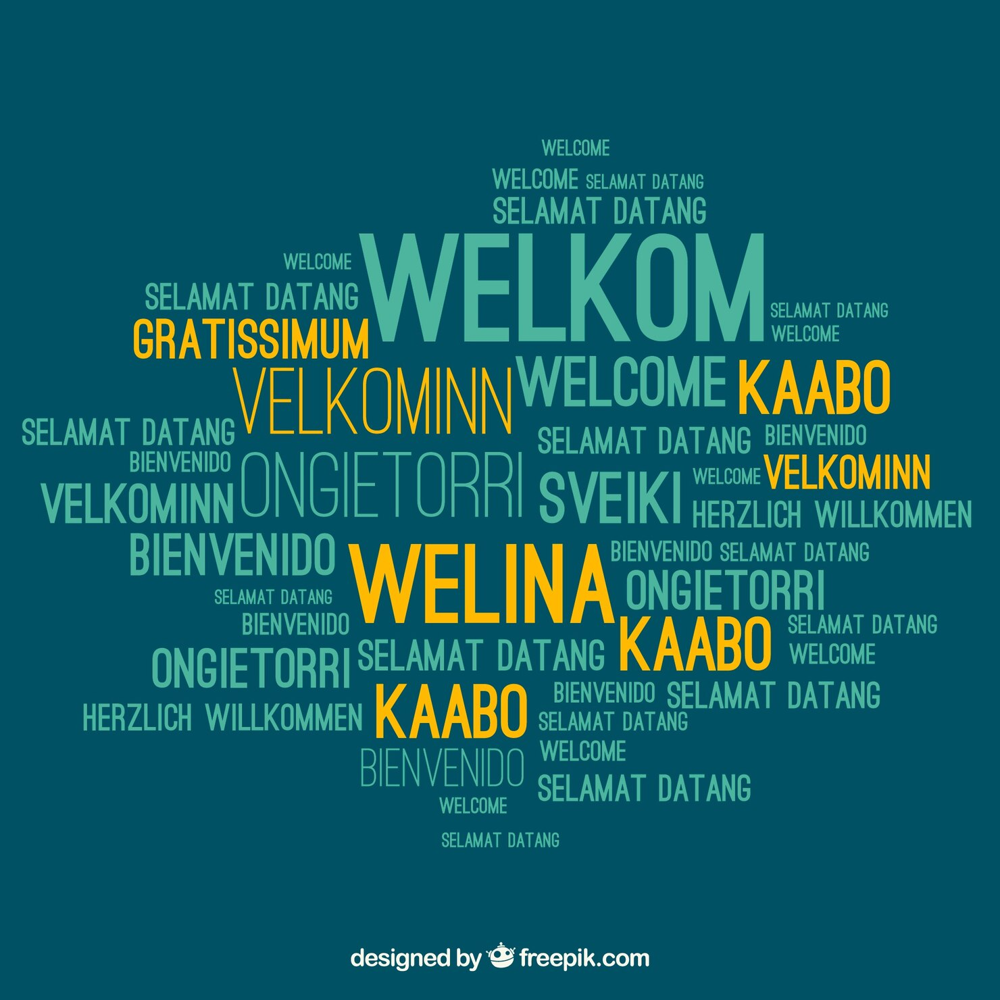 WELCOME
WELCOME SELAMAT DATANG
SELAMAT DATANG
WELKOM
WELCOME
SELAMAT DATANG
SELAMAT DATANG
GRATISSIMUM
WELCOME
VELKOMINN
WELCOME
KAABO
SELAMAT DATANG
SELAMAT DATANG
BIENVENIDO
BIENVENIDO
ONGIETORRI
SVEIKI
WELCOME
VELKOMINN
VELKOMINN
HERZLICH WILLKOMMEN
BIENVENIDO
WELINA
BIENVENIDO SELAMAT DATANG
ONGIETORRI
SELAMAT DATANG
BIENVENIDO
KAABO
SELAMAT DATANG
ONGIETORRI
SELAMAT DATANG
WELCOME
KAABO
BIENVENIDO
SELAMAT DATANG
HERZLICH WILLKOMMEN
SELAMAT DATANG
BIENVENIDO
WELCOME
SELAMAT DATANG
WELCOME
SELAMAT DATANG
designed by freepik.com